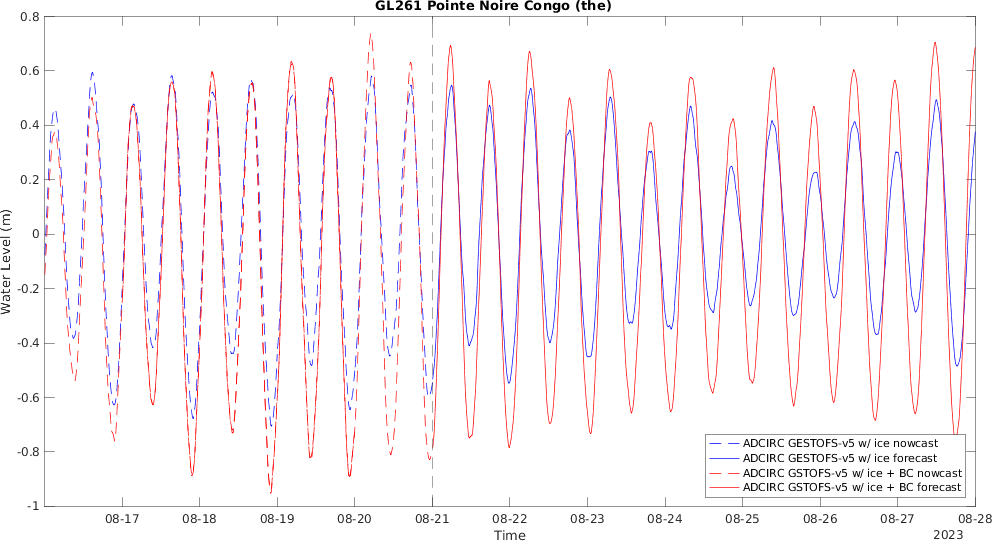 GL261 Pointe Noire Congo (the)
0.8
0.6
0.4
0.2
0
-0.2
-0.4
-0.6
-0.8
-1
Water Level (m)
08-17 08-18 08-19 08-20 08-21 08-22 08-23 08-24 08-25 08-26 08-27 08-28
Time
2023
ADCIRC GESTOFS-v5 w/ ice nowcast
ADCIRC GESTOFS-v5 w/ ice forecast
ADCIRC GSTOFS-v5 w/ ice + BC nowcast
ADCIRC GSTOFS-v5 w/ ice + BC forecast